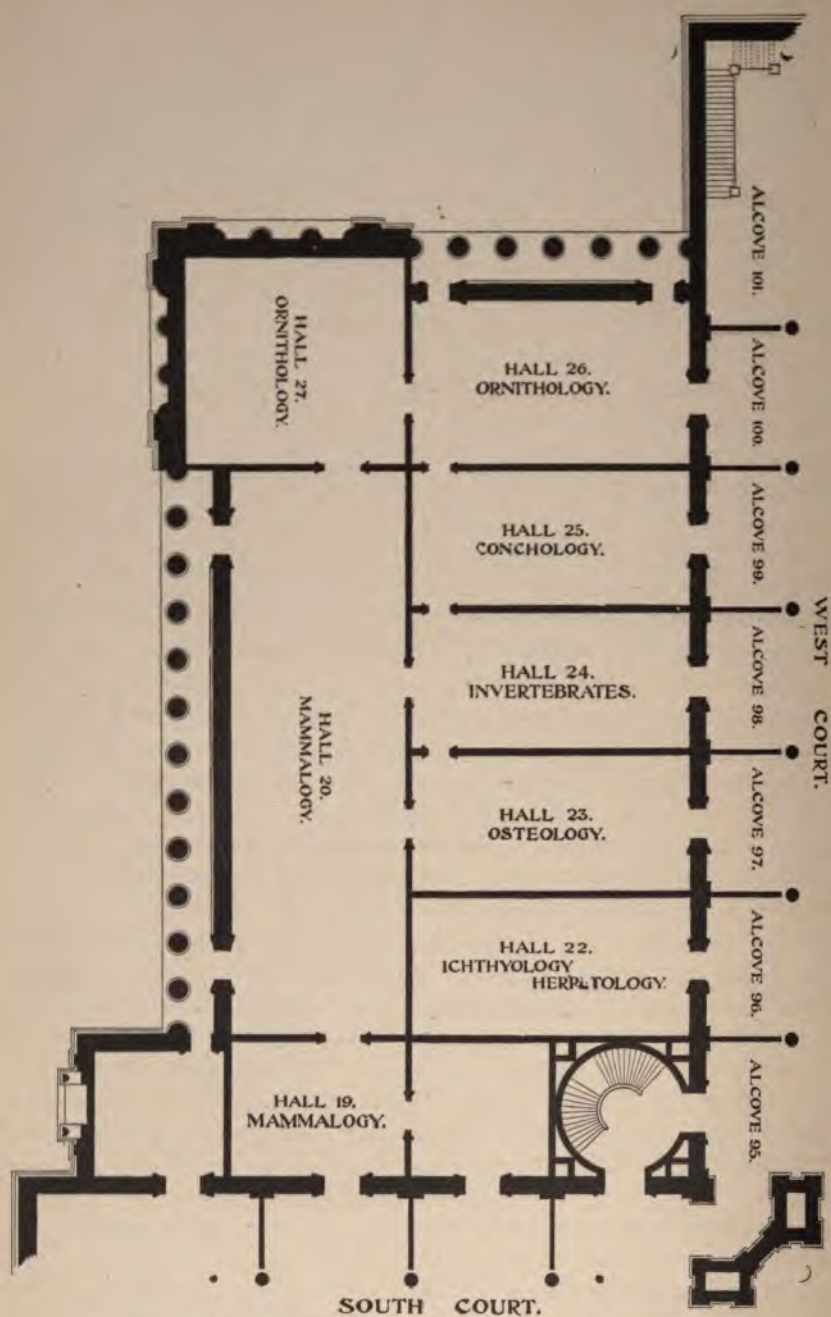 ALCOVE 101.
HALL 27.
ORNITHOLOGY.
HALL 26.
ORNITHOLOGY.
ALCOVE 100.
HALL 25.
CONCHOLOGY.
ALCOVE 99.
WEST COURT.
HALL 24.
INVERTEBRATES.
ALCOVE 98.
HALL 20.
MAMMALOGY.
HALL 23.
OSTEOLOGY.
ALCOVE 97.
HALL 22.
ICHTHYOLOGY
HERPETOLOGY.
ALCOVE 96.
HALL 19.
MAMMALOGY.
ALCOVE 95.
SOUTH COURT.